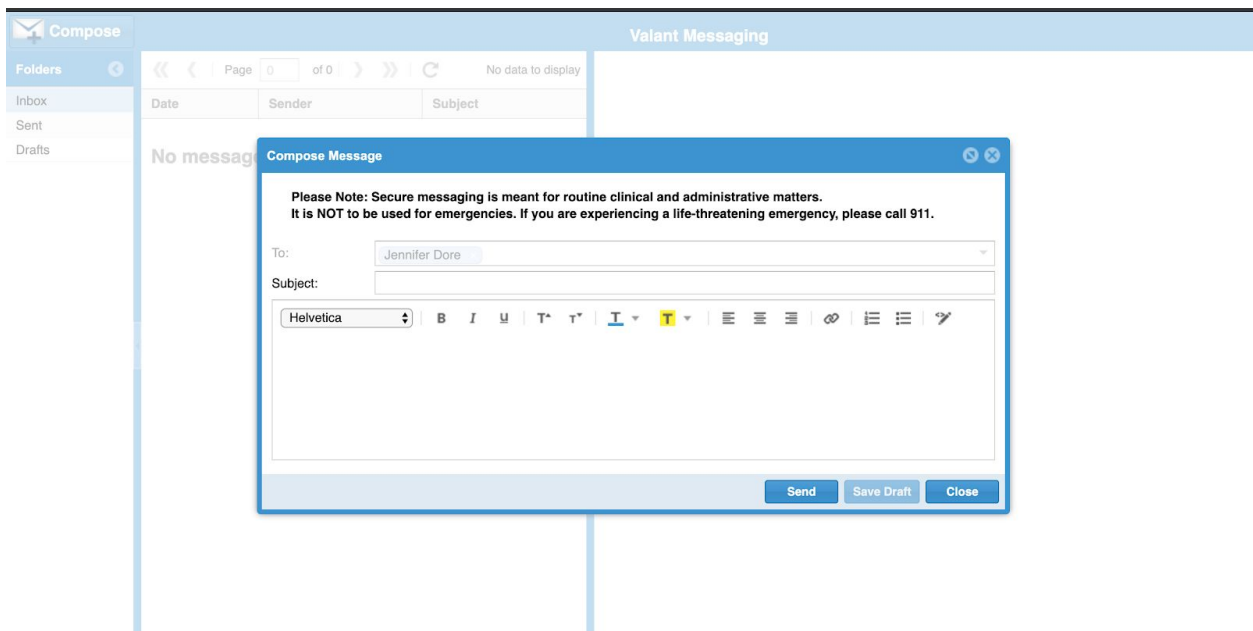 Compose
Valant Messaging
Folders
Inbox
Sent
Drafts
Page 0 of 0
No data to display
Date Sender Subject
No messag
Compose Message
Please Note: Secure messaging is meant for routine clinical and administrative matters.
It is NOT to be used for emergencies. If you are experiencing a life-threatening emergency, please call 911.
To: Jennifer Dore
Subject:
Helvetica B I U T T T T
Send Save Draft Close